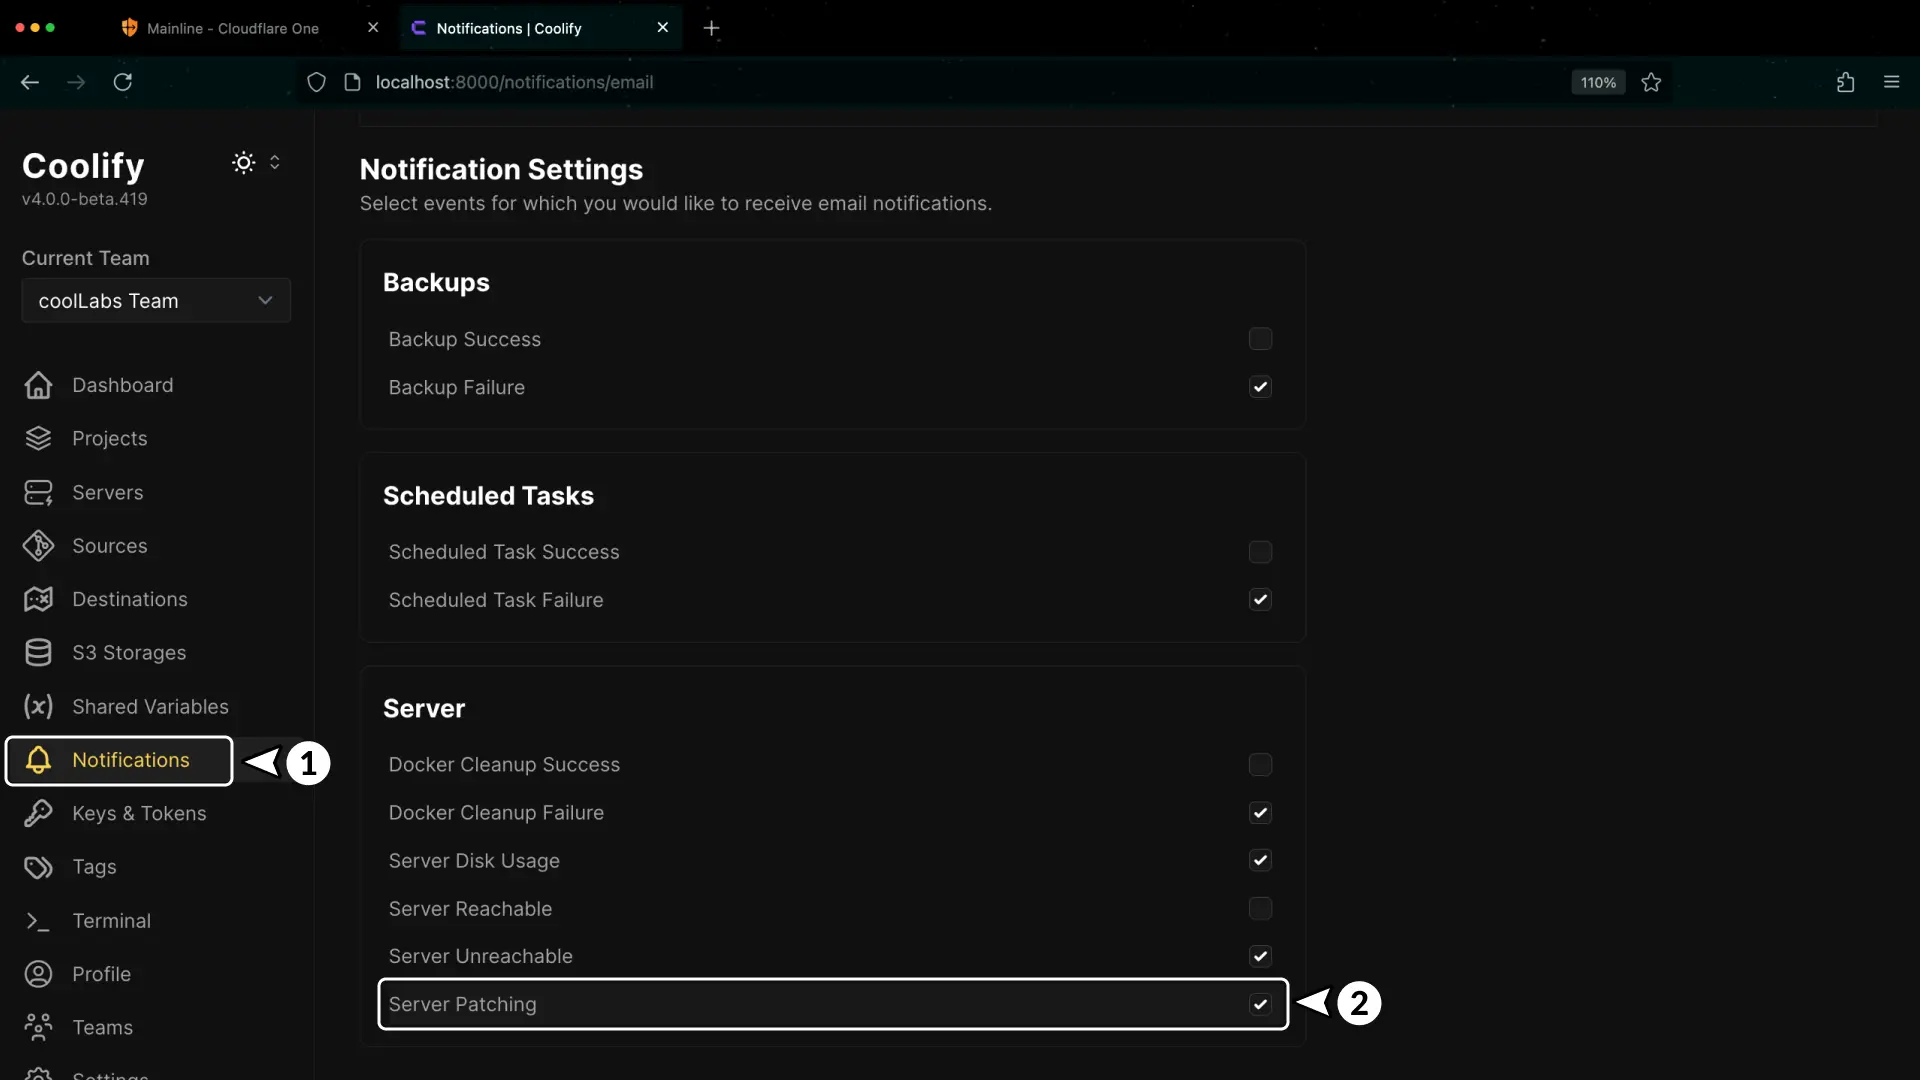 Mainline - Cloudflare One
Notifications | Coolify
localhost:8000/notifications/email
110%
Coolify
v4.0.0-beta.419
Current Team
coolLabs Team
Dashboard
Projects
Servers
Sources
Destinations
S3 Storages
Shared Variables
Notifications
1
Keys & Tokens
Tags
Terminal
Profile
Teams
Settings
Notification Settings
Select events for which you would like to receive email notifications.
Backups
Backup Success
Backup Failure
Scheduled Tasks
Scheduled Task Success
Scheduled Task Failure
Server
Docker Cleanup Success
Docker Cleanup Failure
Server Disk Usage
Server Reachable
Server Unreachable
Server Patching
2